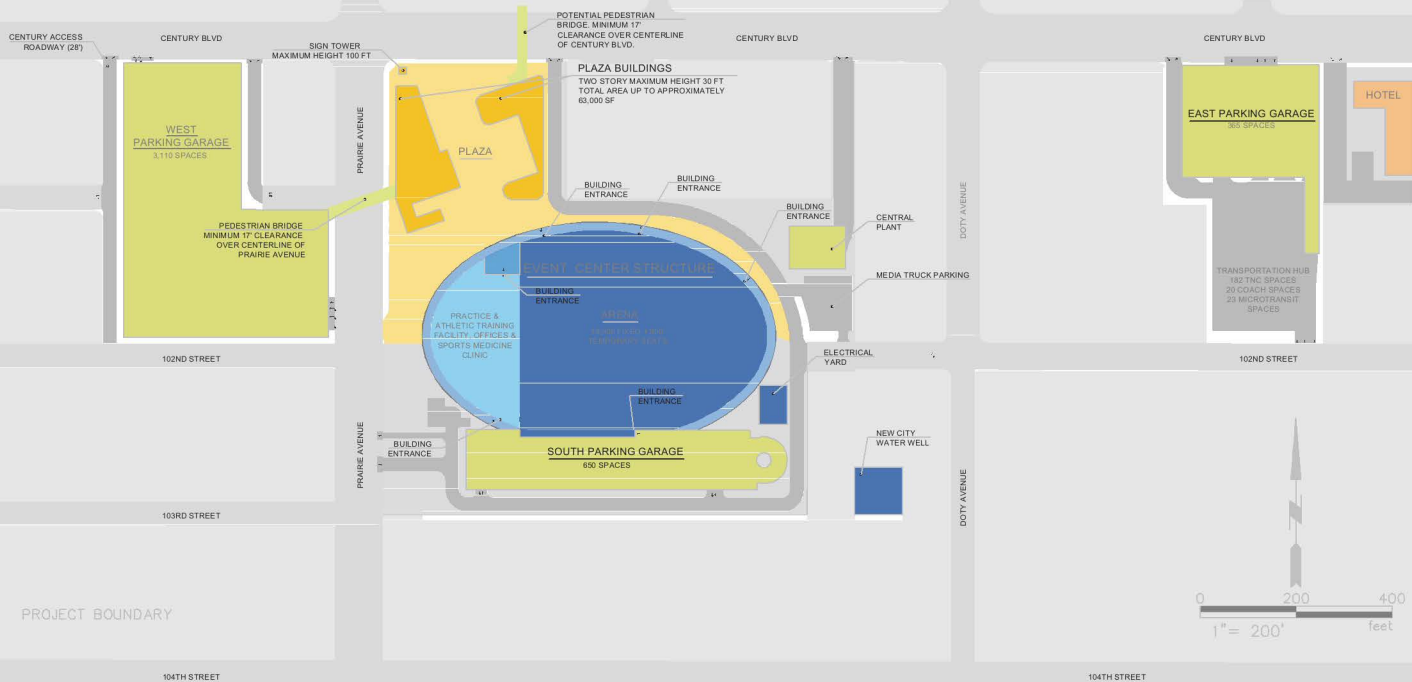 CENTURY ACCESS
ROADWAY (28')
CENTURY BLVD
SIGN TOWER
MAXIMUM HEIGHT 100 FT
POTENTIAL PEDESTRIAN
BRIDGE. MINIMUM 17'
CLEARANCE OVER CENTERLINE
OF CENTURY BLVD.
CENTURY BLVD
CENTURY BLVD
PLAZA BUILDINGS
TWO STORY MAXIMUM HEIGHT 30 FT
TOTAL AREA UP TO APPROXIMATELY
63,000 SF
HOTEL
EAST PARKING GARAGE
365 SPACES
WEST
PARKING GARAGE
3,110 SPACES
PRAIRIE AVENUE
PLAZA
BUILDING
ENTRANCE
BUILDING
ENTRANCE
BUILDING
ENTRANCE
CENTRAL
PLANT
DOTY AVENUE
PEDESTRIAN BRIDGE
MINIMUM 17' CLEARANCE
OVER CENTERLINE OF
PRAIRIE AVENUE
EVENT CENTER STRUCTURE
MEDIA TRUCK PARKING
TRANSPORTATION HUB
182 TNC SPACES
20 COACH SPACES
23 MICROTRANSIT
SPACES
BUILDING
ENTRANCE
PRACTICE &
ATHLETIC TRAINING
FACILITY, OFFICES &
SPORTS MEDICINE
CLINIC
ARENA
102ND STREET
ELECTRICAL
YARD
102ND STREET
BUILDING
ENTRANCE
PRAIRIE AVENUE
BUILDING
ENTRANCE
SOUTH PARKING GARAGE
650 SPACES
NEW CITY
WATER WELL
DOTY AVENUE
103RD STREET
N
PROJECT BOUNDARY
0 200 400
1"= 200' feet
104TH STREET
104TH STREET